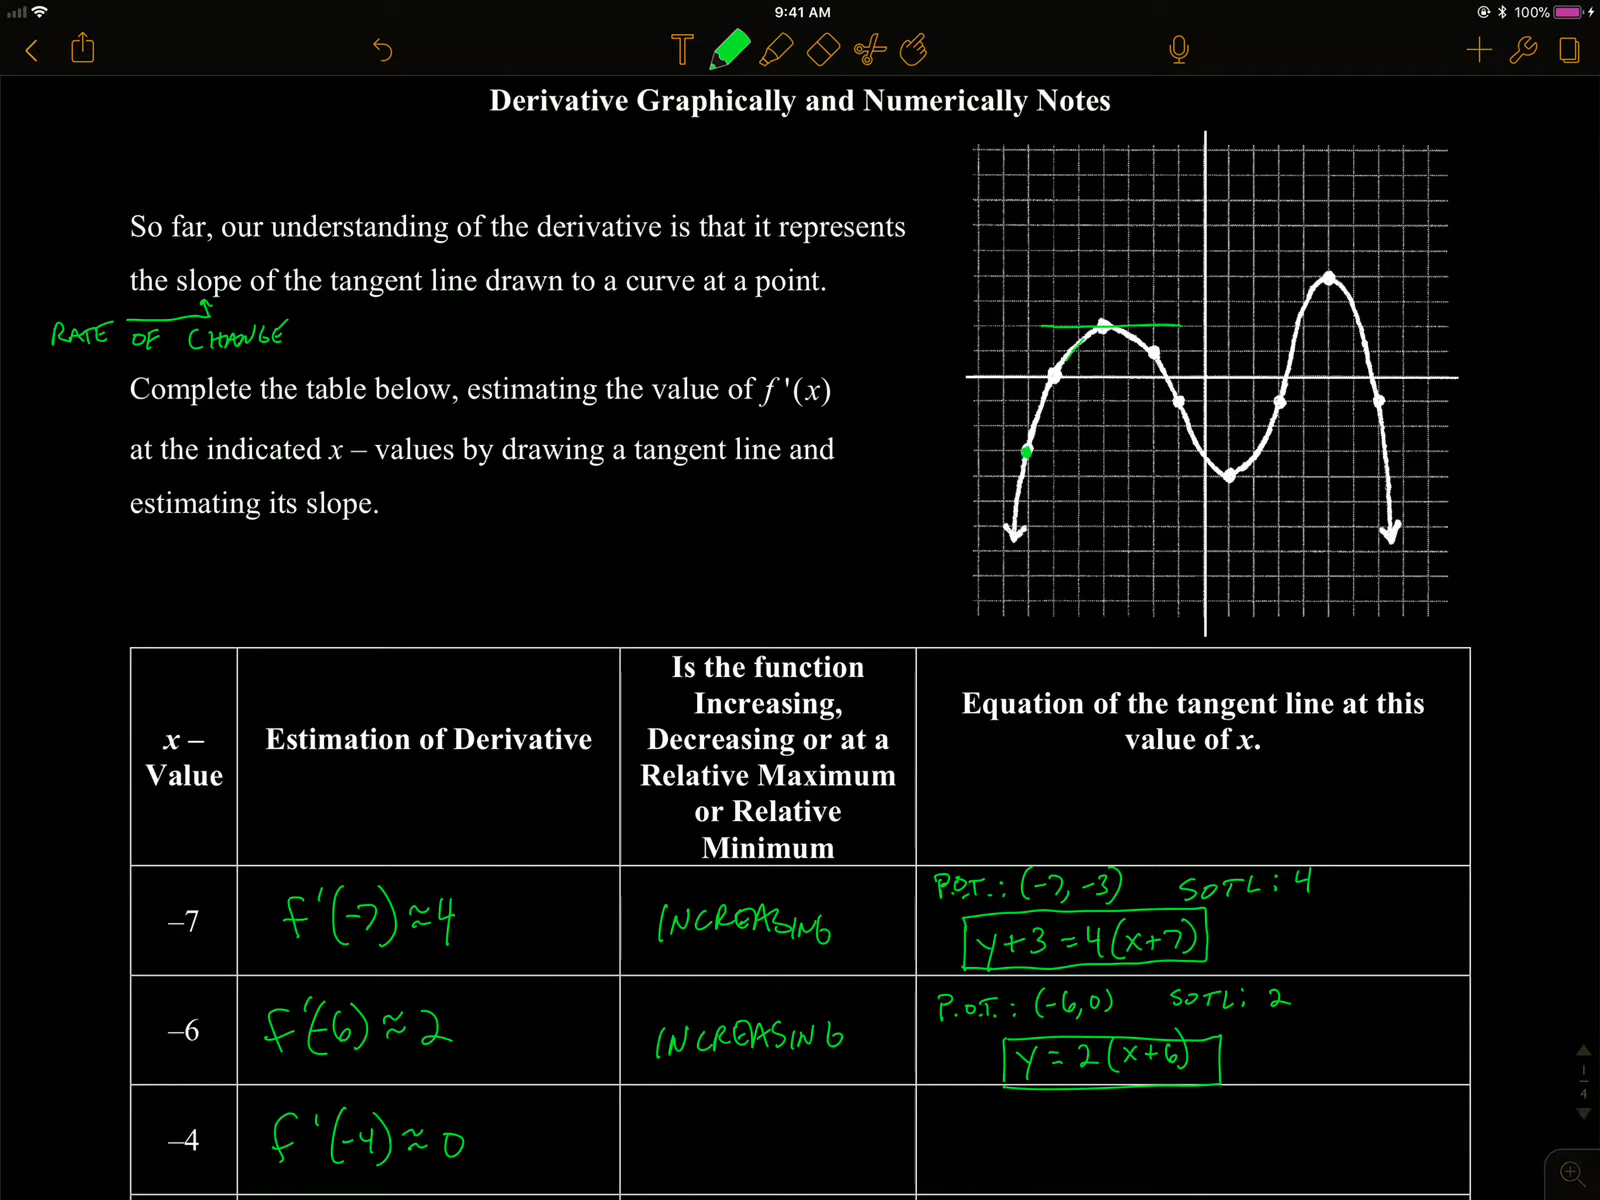 9:41 AM
100%
T
Derivative Graphically and Numerically Notes
So far, our understanding of the derivative is that it represents
the slope of the tangent line drawn to a curve at a point.
RATE OF CHANGE
Complete the table below, estimating the value of f '(x)
at the indicated x – values by drawing a tangent line and
estimating its slope.
x –
Value
Estimation of Derivative
Is the function
Increasing,
Decreasing or at a
Relative Maximum
or Relative
Minimum
Equation of the tangent line at this
value of x.
–7
f'(-7) ≈ 4
INCREASING
P.O.T.: (-7, -3) SOTL: 4
y+3 = 4(x+7)
–6
f'(-6) ≈ 2
INCREASING
P.O.T.: (-6,0) SOTL: 2
y = 2(x+6)
–4
f'(-4) ≈ 0
1
4